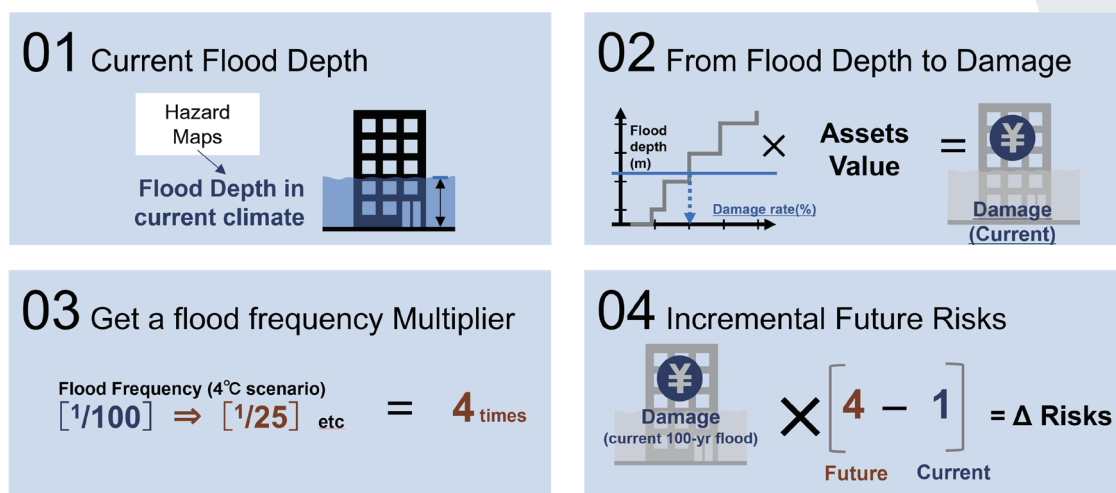 01 Current Flood Depth
Hazard
Maps
Flood Depth in
current climate
02 From Flood Depth to Damage
Flood
depth
(m)
Damage rate(%)
×
Assets
Value
=
¥
Damage
(Current)
03 Get a flood frequency Multiplier
Flood Frequency (4℃ scenario)
[1/100] ⇒ [1/25] etc = 4 times
04 Incremental Future Risks
¥
Damage
(current 100-yr flood)
× [4 − 1] = Δ Risks
Future Current